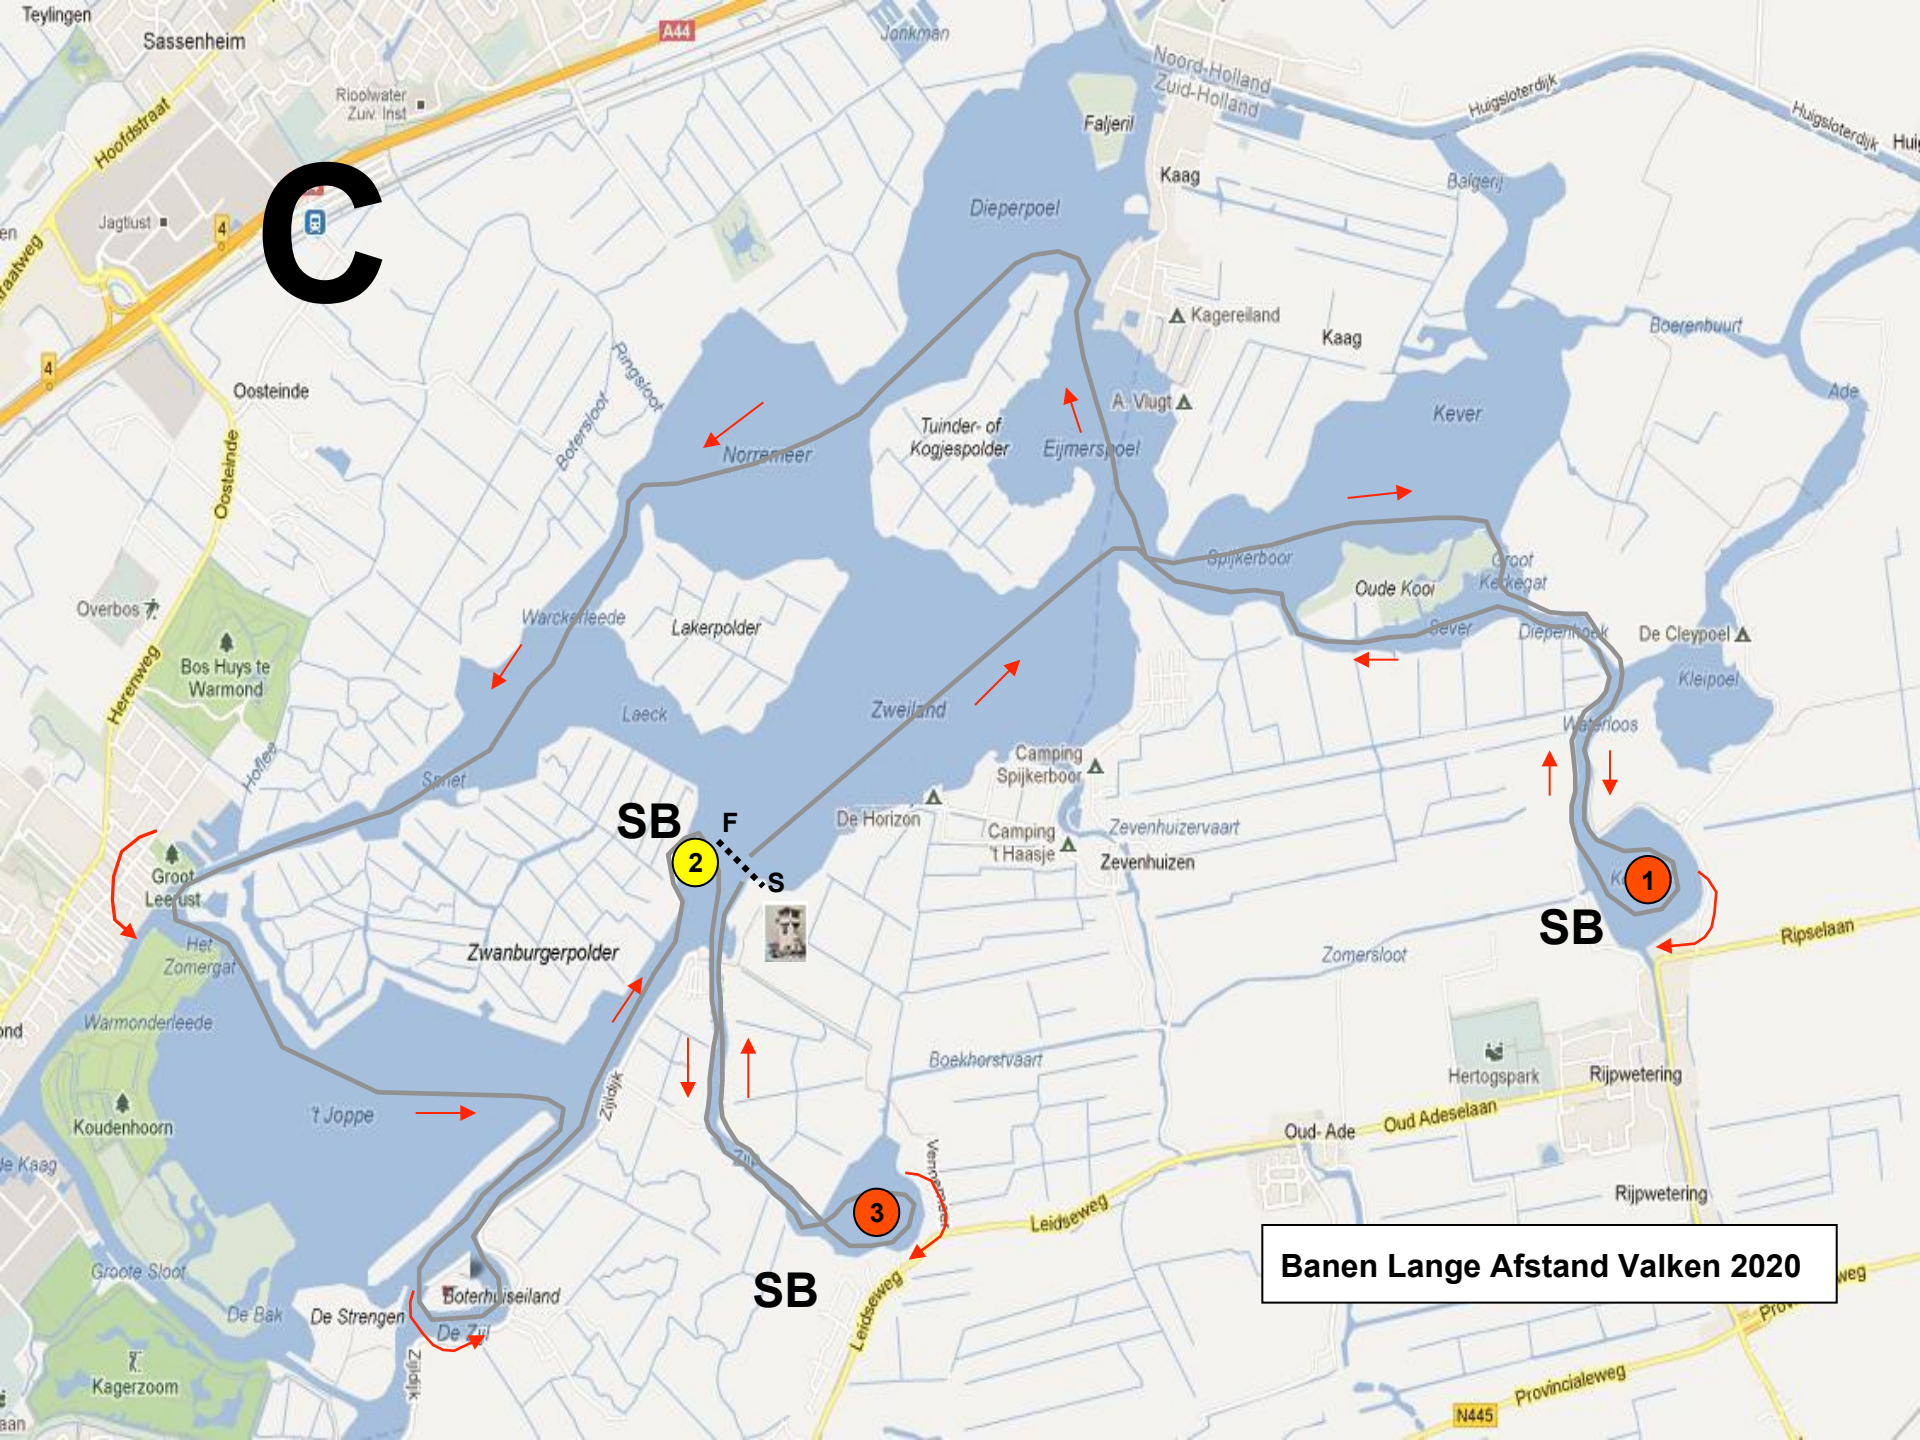 Teylingen
Sassenheim
A44
Jonkman
Noord-Holland
Zuid-Holland
Huigsloterdijk
Huigsloterdijk
Rioolwater
Zuiv. Inst
Hoofdstraat
Faljeril
Kaag
Balgerij
C
Jagtlust
4
Dieperpoel
4
Kagereiland
Kaag
Boerenbuurt
Ringsloot
Oosteinde
Botersloot
Oosteinde
Norremeer
Tuinder- of
Kogjespolder
Eijmerspoel
A. Vlugt
Kever
Ade
Spijkerboor
Groot
Kerkegat
Oude Kooi
Overbos
Warckerleede
Lakerpolder
Sever
Diepenhoek
De Cleypoel
Bos Huys te
Warmond
Herenweg
Kleipoel
Laeck
Zweiland
Waterloos
Hoflee
Spriet
Camping
Spijkerboor
SB
F
2
De Horizon
Camping
't Haasje
Zevenhuizervaart
Zevenhuizen
Groot
Leerust
S
1
SB
Ripselaan
Het
Zomergat
Zwanburgerpolder
Zomersloot
Warmonderleede
Boekhorstvaart
Hertogspark
Rijpwetering
Zijldijk
't Joppe
Koudenhoorn
Oud- Ade
Oud Adeselaan
Zijp
Vennemeer
3
Leidseweg
Rijpwetering
Groote Sloot
SB
Banen Lange Afstand Valken 2020
Boterhuiseiland
De Bak
De Strengen
De Zijl
Leidseweg
Zijldijk
Kagerzoom
Provincialeweg
N445